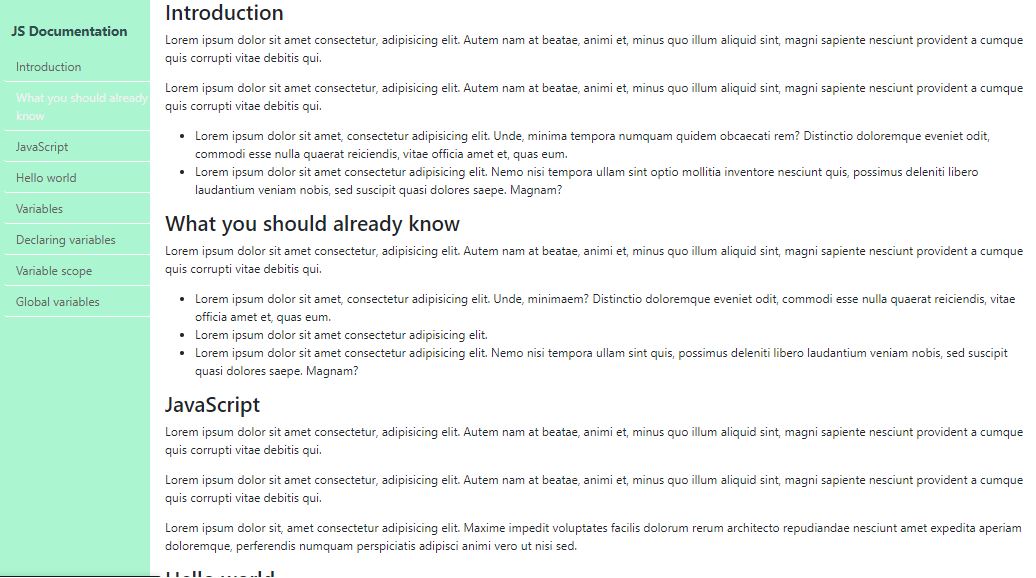 JS Documentation
Introduction
What you should already
know
JavaScript
Hello world
Variables
Declaring variables
Variable scope
Global variables
Introduction
Lorem ipsum dolor sit amet consectetur, adipisicing elit. Autem nam at beatae, animi et, minus quo illum aliquid sint, magni sapiente nesciunt provident a cumque
quis corrupti vitae debitis qui.
Lorem ipsum dolor sit amet consectetur, adipisicing elit. Autem nam at beatae, animi et, minus quo illum aliquid sint, magni sapiente nesciunt provident a cumque
quis corrupti vitae debitis qui.
• Lorem ipsum dolor sit amet, consectetur adipisicing elit. Unde, minima tempora numquam quidem obcaecati rem? Distinctio doloremque eveniet odit,
commodi esse nulla quaerat reiciendis, vitae officia amet et, quas eum.
• Lorem ipsum dolor sit amet consectetur adipisicing elit. Nemo nisi tempora ullam sint optio mollitia inventore nesciunt quis, possimus deleniti libero
laudantium veniam nobis, sed suscipit quasi dolores saepe. Magnam?
What you should already know
Lorem ipsum dolor sit amet consectetur, adipisicing elit. Autem nam at beatae, animi et, minus quo illum aliquid sint, magni sapiente nesciunt provident a cumque
quis corrupti vitae debitis qui.
• Lorem ipsum dolor sit amet, consectetur adipisicing elit. Unde, minimaem? Distinctio doloremque eveniet odit, commodi esse nulla quaerat reiciendis, vitae
officia amet et, quas eum.
• Lorem ipsum dolor sit amet consectetur adipisicing elit.
• Lorem ipsum dolor sit amet consectetur adipisicing elit. Nemo nisi tempora ullam sint quis, possimus deleniti libero laudantium veniam nobis, sed suscipit
quasi dolores saepe. Magnam?
JavaScript
Lorem ipsum dolor sit amet consectetur, adipisicing elit. Autem nam at beatae, animi et, minus quo illum aliquid sint, magni sapiente nesciunt provident a cumque
quis corrupti vitae debitis qui.
Lorem ipsum dolor sit amet consectetur, adipisicing elit. Autem nam at beatae, animi et, minus quo illum aliquid sint, magni sapiente nesciunt provident a cumque
quis corrupti vitae debitis qui.
Lorem ipsum dolor sit, amet consectetur adipisicing elit. Maxime impedit voluptates facilis dolorum rerum architecto repudiandae nesciunt amet expedita aperiam
doloremque, perferendis numquam perspiciatis adipisci animi vero ut nisi sed.
Hello world